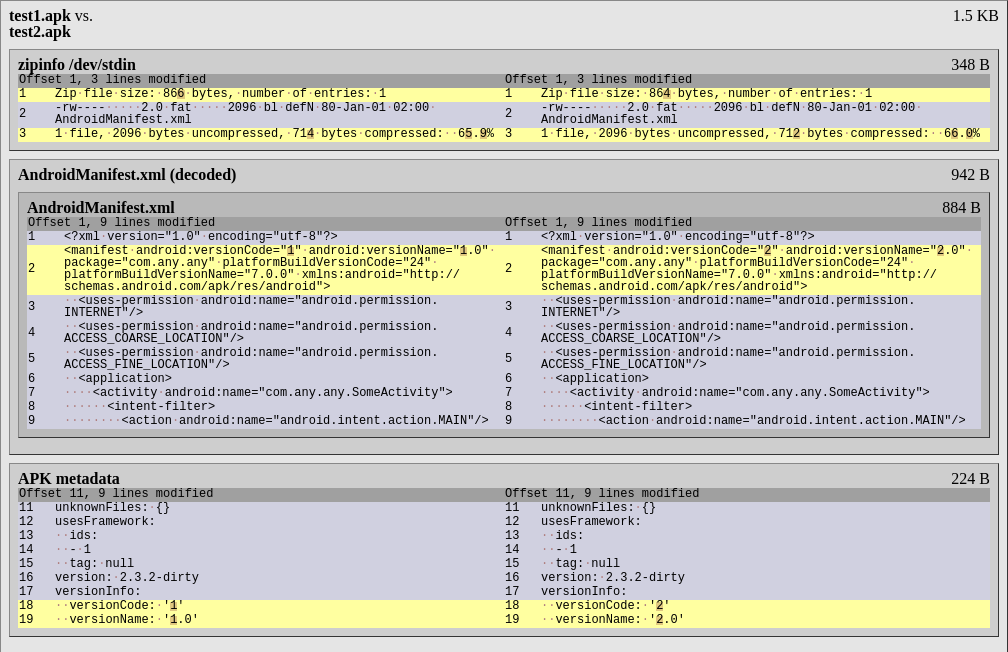 test1.apk vs. 1.5 KB
test2.apk
zipinfo /dev/stdin 348 B
Offset 1, 3 lines modified Offset 1, 3 lines modified
1 Zip·file·size:·866·bytes,·number·of·entries:·1 1 Zip·file·size:·864·bytes,·number·of·entries:·1
2 -rw----·····2.0·fat·····2096·bl·defN·80-Jan-01·02:00· 2 -rw----·····2.0·fat·····2096·bl·defN·80-Jan-01·02:00·
AndroidManifest.xml AndroidManifest.xml
3 1·file,·2096·bytes·uncompressed,·714·bytes·compressed:··65.9% 3 1·file,·2096·bytes·uncompressed,·712·bytes·compressed:··66.0%
AndroidManifest.xml (decoded) 942 B
AndroidManifest.xml 884 B
Offset 1, 9 lines modified Offset 1, 9 lines modified
1 <?xml·version="1.0"·encoding="utf-8"?> 1 <?xml·version="1.0"·encoding="utf-8"?>
2 <manifest·android:versionCode="1"·android:versionName="1.0"· 2 <manifest·android:versionCode="2"·android:versionName="2.0"·
package="com.any.any"·platformBuildVersionCode="24"· package="com.any.any"·platformBuildVersionCode="24"·
platformBuildVersionName="7.0.0"·xmlns:android="http:// platformBuildVersionName="7.0.0"·xmlns:android="http://
schemas.android.com/apk/res/android"> schemas.android.com/apk/res/android">
3 ··<uses-permission·android:name="android.permission. 3 ··<uses-permission·android:name="android.permission.
INTERNET"/> INTERNET"/>
4 ··<uses-permission·android:name="android.permission. 4 ··<uses-permission·android:name="android.permission.
ACCESS_COARSE_LOCATION"/> ACCESS_COARSE_LOCATION"/>
5 ··<uses-permission·android:name="android.permission. 5 ··<uses-permission·android:name="android.permission.
ACCESS_FINE_LOCATION"/> ACCESS_FINE_LOCATION"/>
6 ··<application> 6 ··<application>
7 ····<activity·android:name="com.any.any.SomeActivity"> 7 ····<activity·android:name="com.any.any.SomeActivity">
8 ······<intent-filter> 8 ······<intent-filter>
9 ········<action·android:name="android.intent.action.MAIN"/> 9 ········<action·android:name="android.intent.action.MAIN"/>
APK metadata 224 B
Offset 11, 9 lines modified Offset 11, 9 lines modified
11 unknownFiles:·{} 11 unknownFiles:·{}
12 usesFramework: 12 usesFramework:
13 ··ids: 13 ··ids:
14 ··-·1 14 ··-·1
15 ··tag:·null 15 ··tag:·null
16 version:·2.3.2-dirty 16 version:·2.3.2-dirty
17 versionInfo: 17 versionInfo:
18 ··versionCode:·'1' 18 ··versionCode:·'2'
19 ··versionName:·'1.0' 19 ··versionName:·'2.0'